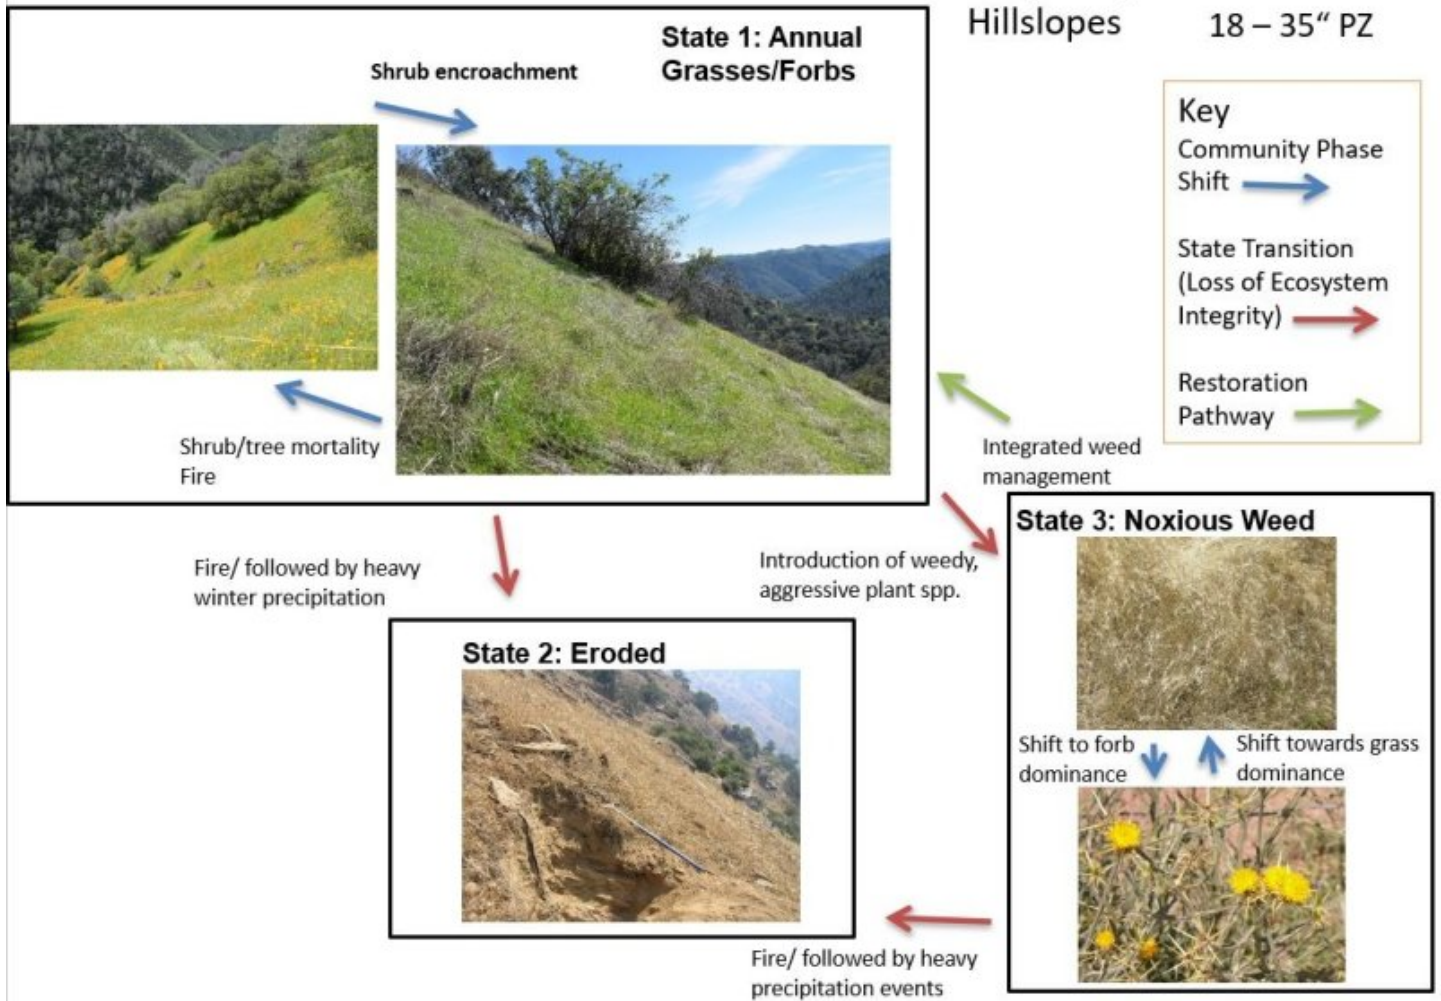 Hillslopes 18 – 35“ PZ
State 1: Annual
Grasses/Forbs
Shrub encroachment
Key
Community Phase
Shift
State Transition
(Loss of Ecosystem
Integrity)
Restoration
Pathway
Shrub/tree mortality
Fire
Integrated weed
management
State 3: Noxious Weed
Fire/ followed by heavy
winter precipitation
Introduction of weedy,
aggressive plant spp.
State 2: Eroded
Shift to forb
dominance
Shift towards grass
dominance
Fire/ followed by heavy
precipitation events